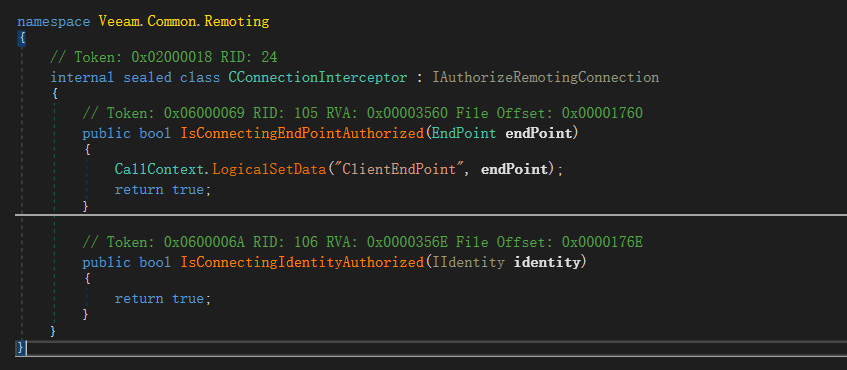 namespace Veeam.Common.Remoting
{
// Token: 0x02000018 RID: 24
internal sealed class CConnectionInterceptor : IAuthorizeRemotingConnection
{
// Token: 0x06000069 RID: 105 RVA: 0x00003560 File Offset: 0x00001760
public bool IsConnectingEndPointAuthorized(EndPoint endPoint)
{
CallContext.LogicalSetData("ClientEndPoint", endPoint);
return true;
}
// Token: 0x0600006A RID: 106 RVA: 0x0000356E File Offset: 0x0000176E
public bool IsConnectingIdentityAuthorized(IIdentity identity)
{
return true;
}
}
}